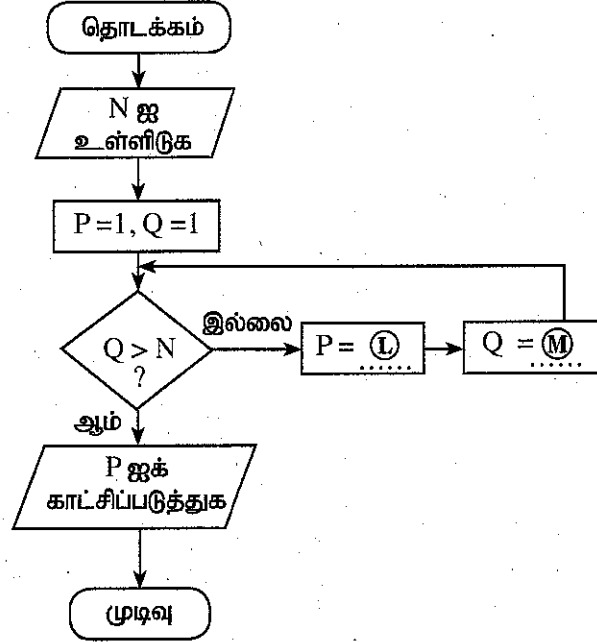 தொடக்கம்
N ஐ
உள்ளிடுக
P=1, Q=1
Q > N
?
இல்லை
P = Ⓛ
......
Q = Ⓜ
......
ஆம்
P ஐக்
காட்சிப்படுத்துக
முடிவு